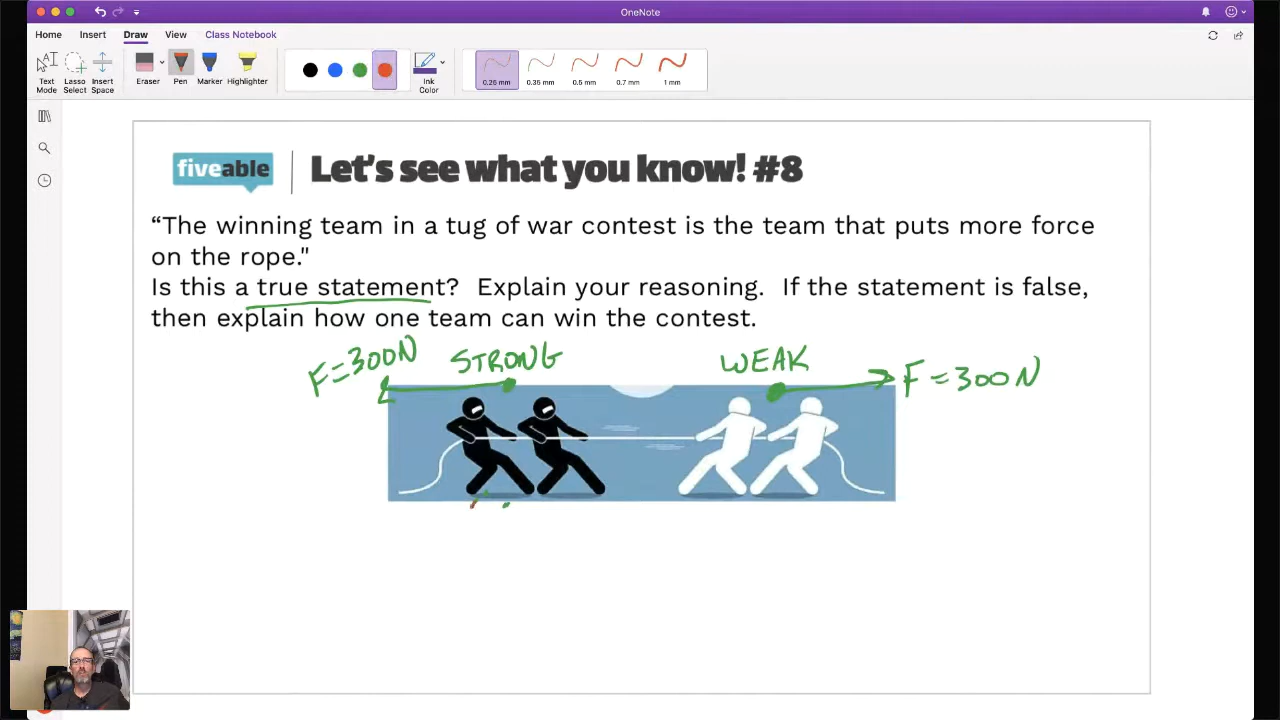 OneNote
Home Insert Draw View Class Notebook
Text Mode
Lasso Select
Insert Space
Eraser
Pen
Marker
Highlighter
Ink Color
0.25 mm
0.35 mm
0.5 mm
0.7 mm
1 mm
fiveable
Let's see what you know! #8
“The winning team in a tug of war contest is the team that puts more force
on the rope."
Is this a true statement? Explain your reasoning. If the statement is false,
then explain how one team can win the contest.
F=300N STRONG WEAK F=300N